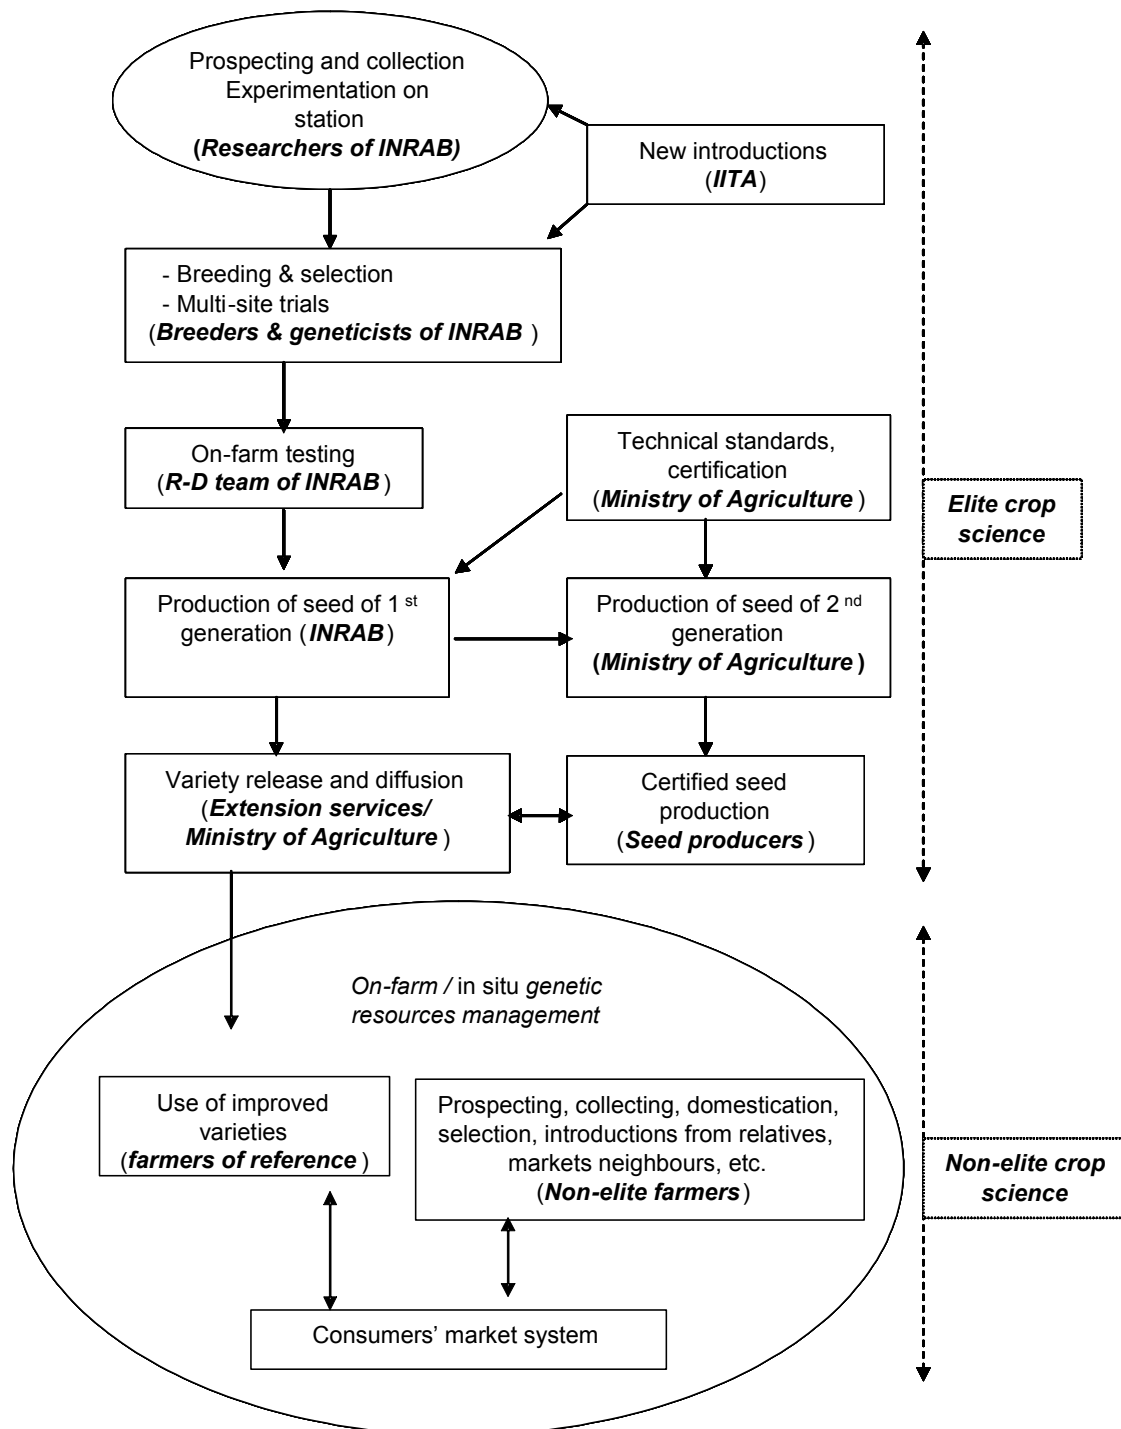 Prospecting and collection
Experimentation on
station
(Researchers of INRAB)
New introductions
(IITA)
- Breeding & selection
- Multi-site trials
(Breeders & geneticists of INRAB )
On-farm testing
(R-D team of INRAB )
Technical standards,
certification
(Ministry of Agriculture )
Elite crop
science
Production of seed of 1 st
generation ( INRAB )
Production of seed of 2 nd
generation
(Ministry of Agriculture )
Variety release and diffusion
(Extension services/
Ministry of Agriculture )
Certified seed
production
(Seed producers )
On-farm / in situ genetic
resources management
Use of improved
varieties
(farmers of reference )
Prospecting, collecting, domestication,
selection, introductions from relatives,
markets neighbours, etc.
(Non-elite farmers )
Non-elite crop
science
Consumers’ market system